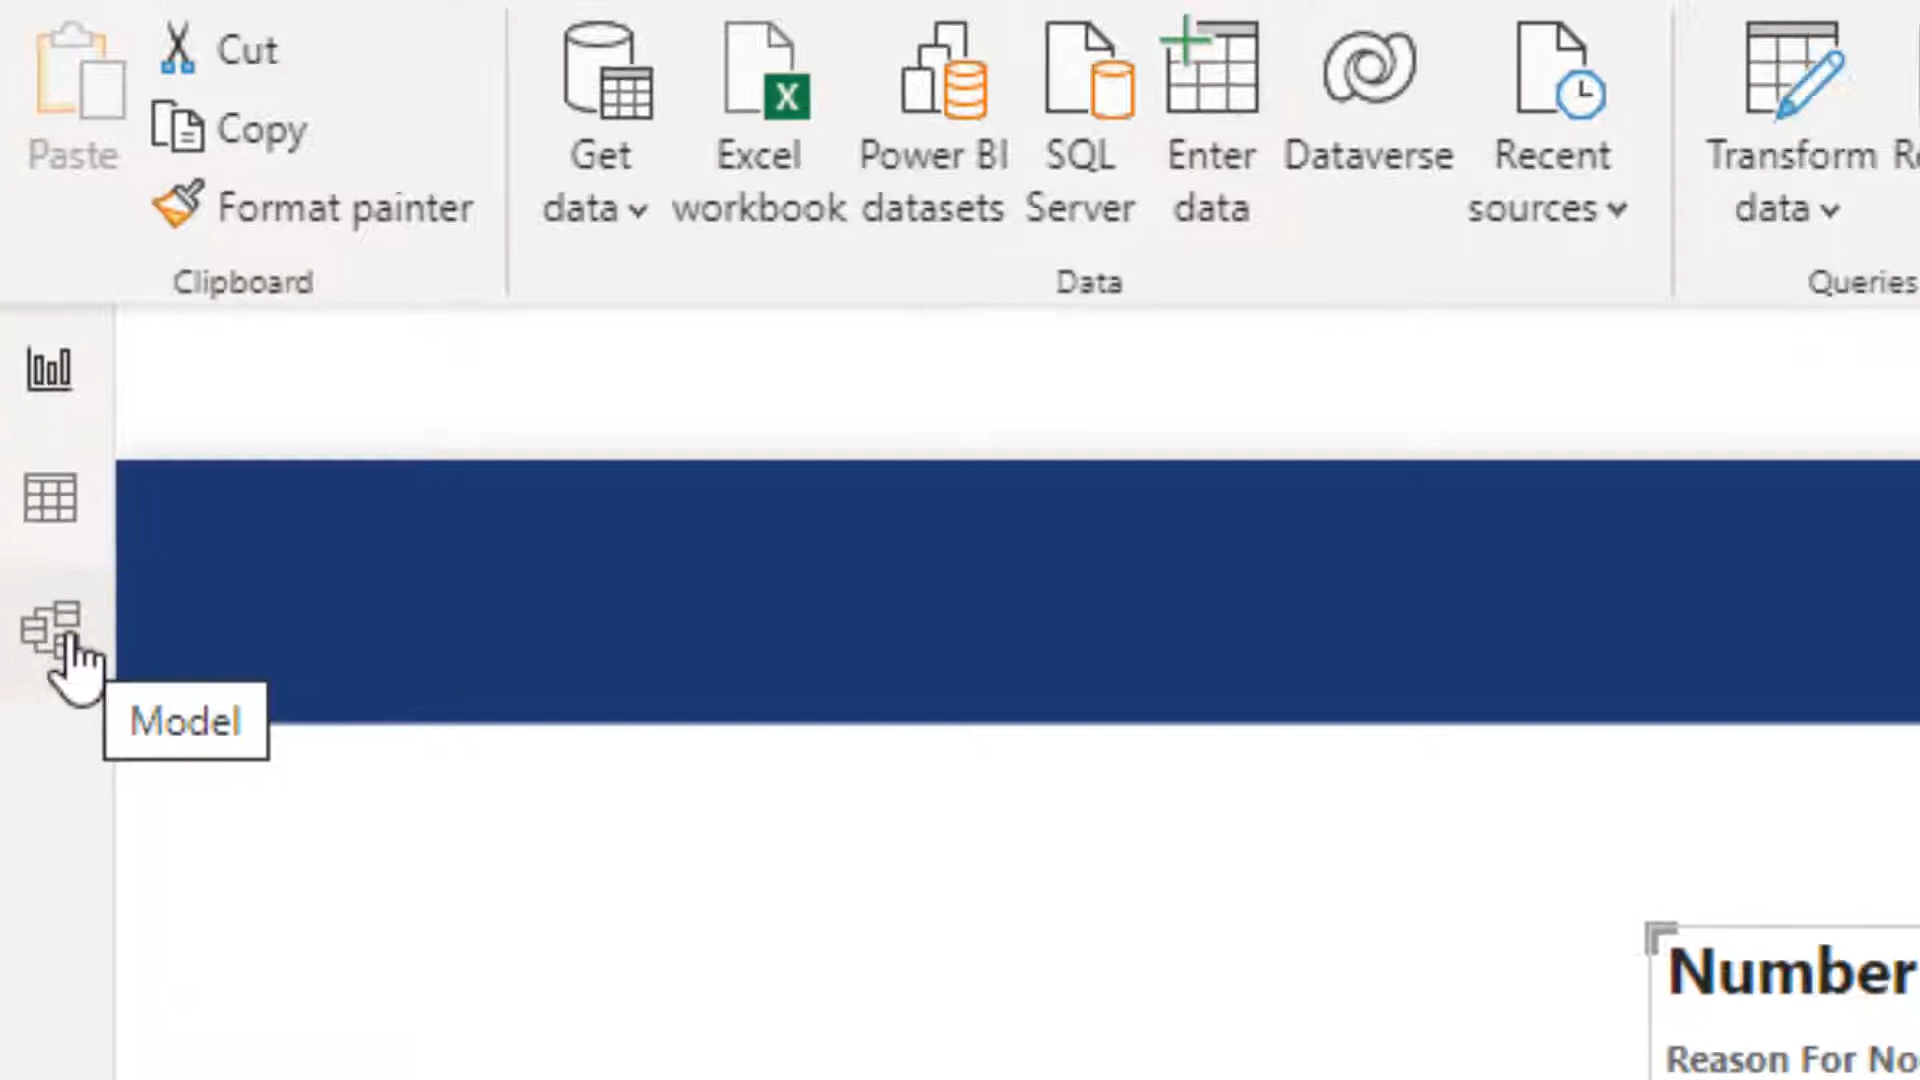 Cut
Copy
Paste
Format painter
Clipboard
Get data
Excel workbook
Power BI datasets
SQL Server
Enter data
Dataverse
Recent sources
Data
Transform data
Queries
Model
Number
Reason For No